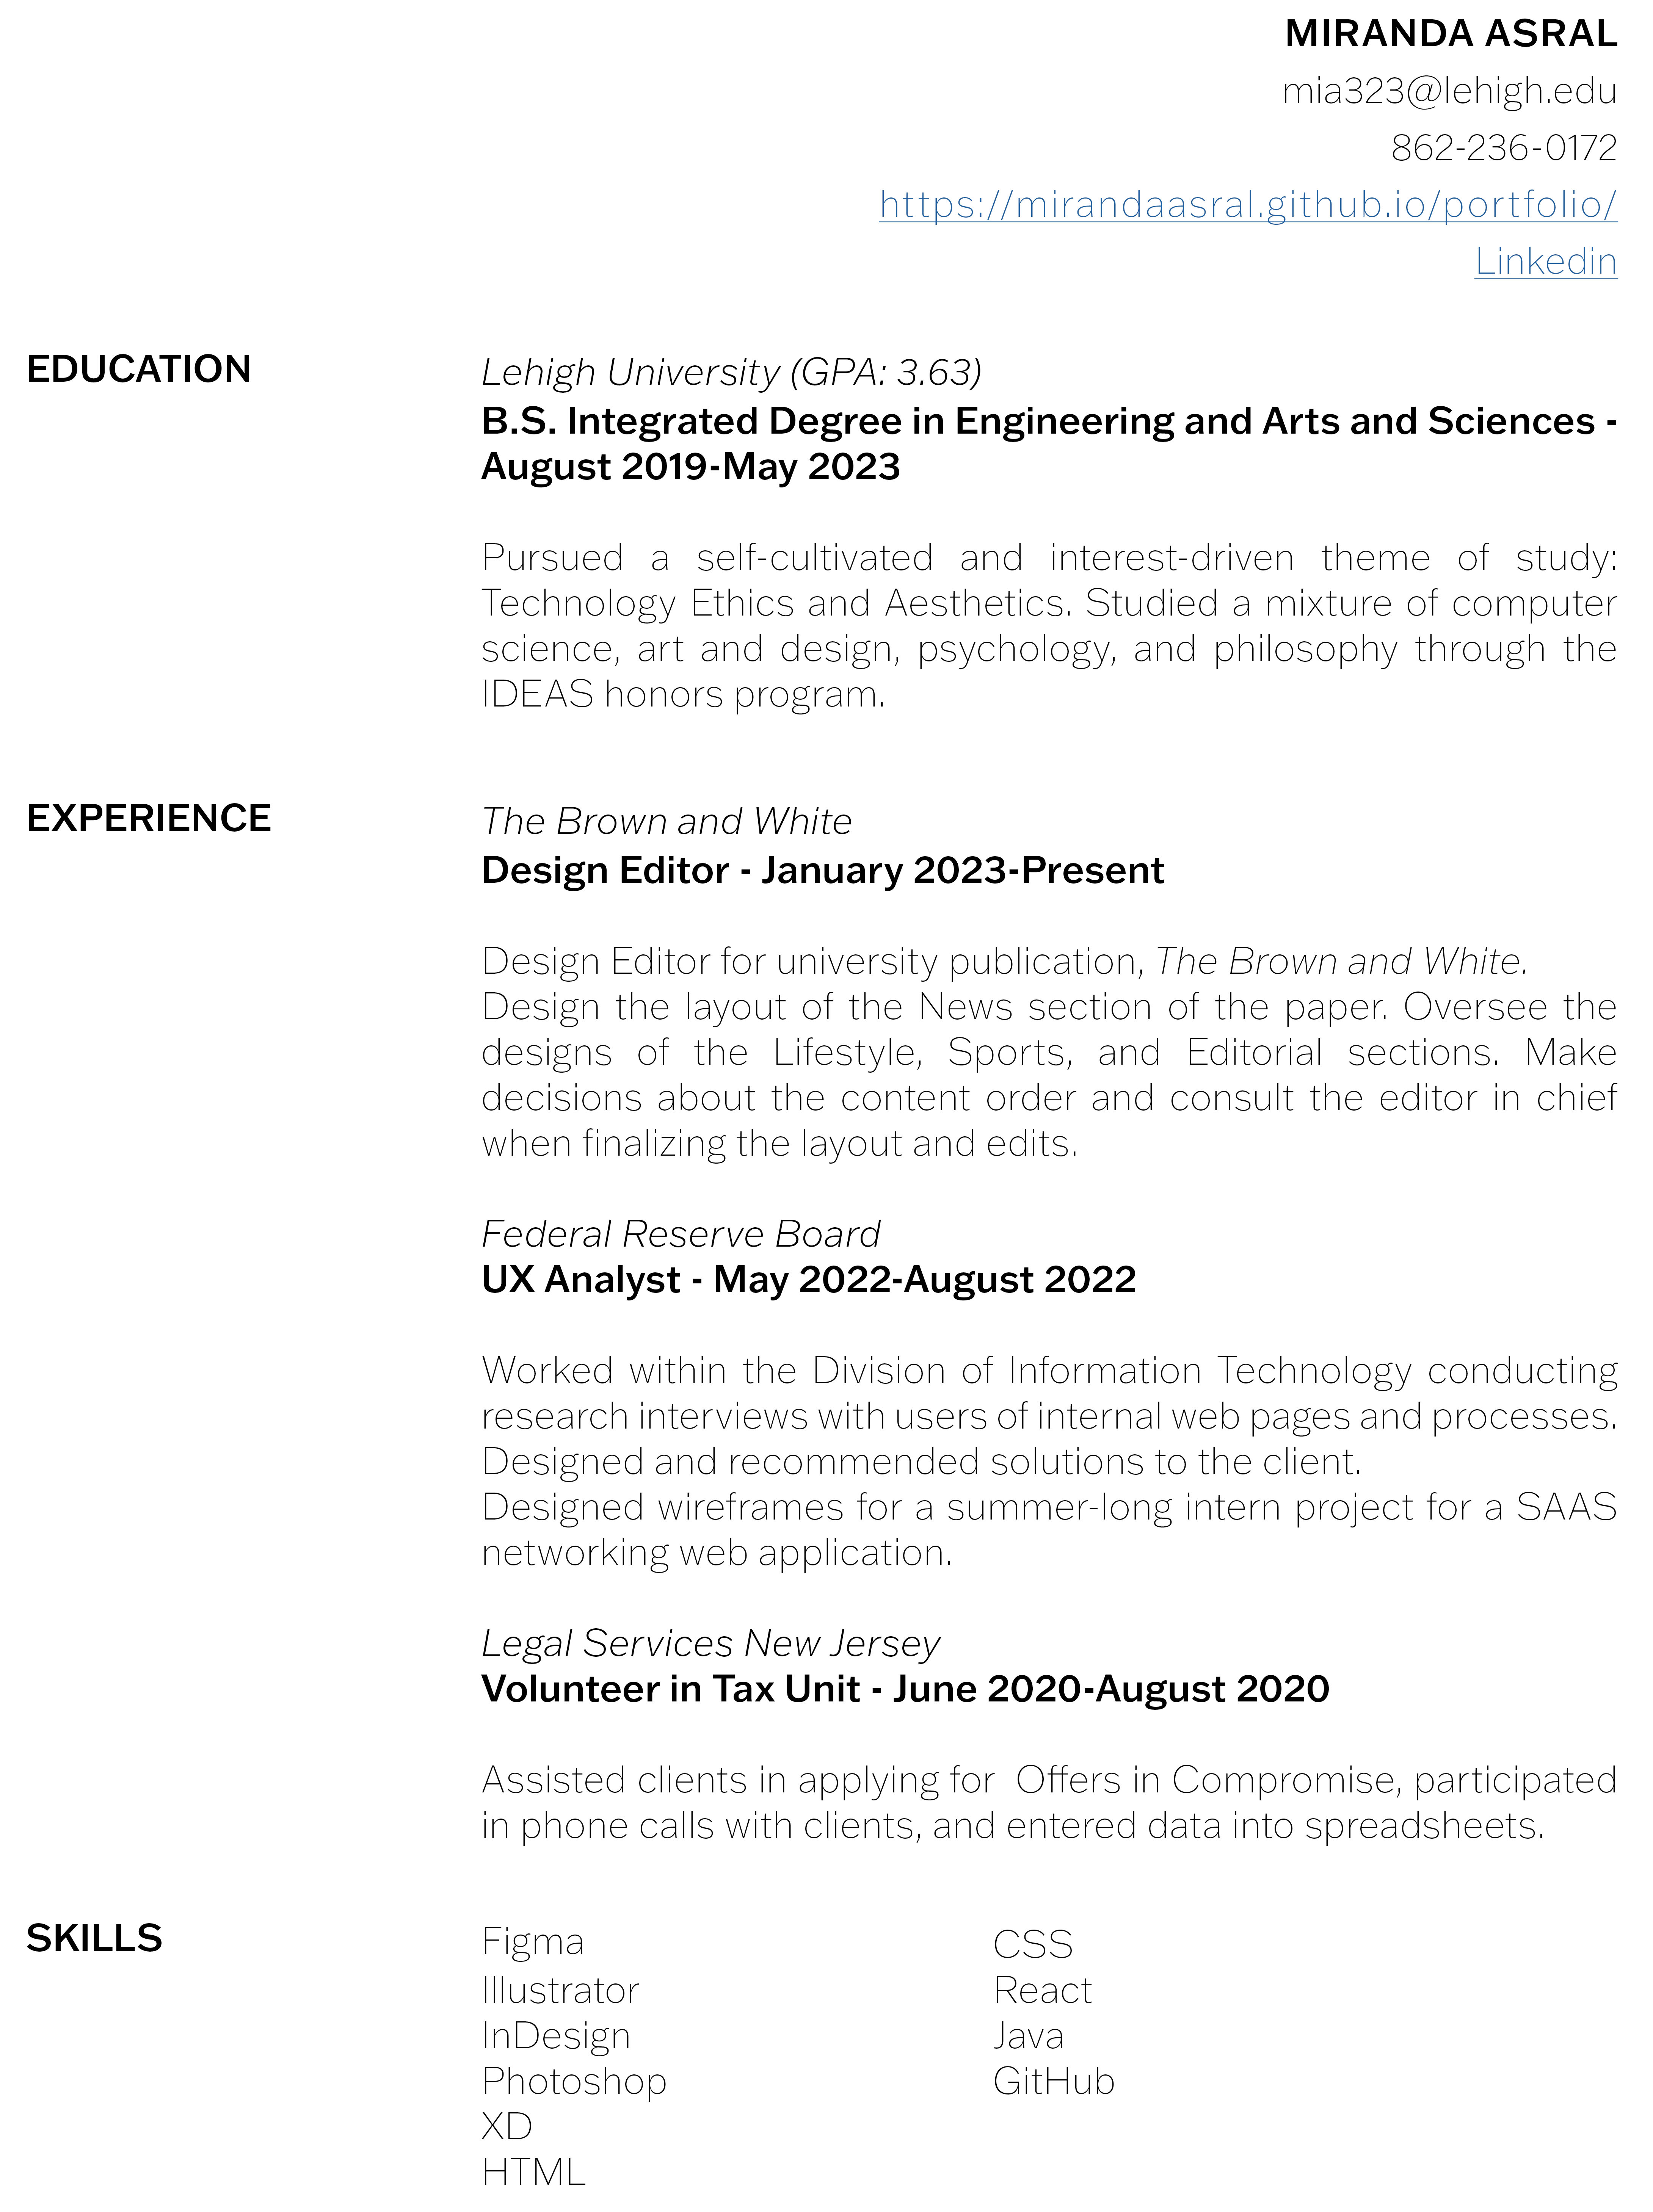 MIRANDA ASRAL
mia323@lehigh.edu
862-236-0172
https://mirandaasral.github.io/portfolio/
Linkedin
EDUCATION
Lehigh University (GPA: 3.63)
B.S. Integrated Degree in Engineering and Arts and Sciences -
August 2019-May 2023
Pursued a self-cultivated and interest-driven theme of study:
Technology Ethics and Aesthetics. Studied a mixture of computer
science, art and design, psychology, and philosophy through the
IDEAS honors program.
EXPERIENCE
The Brown and White
Design Editor - January 2023-Present
Design Editor for university publication, The Brown and White.
Design the layout of the News section of the paper. Oversee the
designs of the Lifestyle, Sports, and Editorial sections. Make
decisions about the content order and consult the editor in chief
when finalizing the layout and edits.
Federal Reserve Board
UX Analyst - May 2022-August 2022
Worked within the Division of Information Technology conducting
research interviews with users of internal web pages and processes.
Designed and recommended solutions to the client.
Designed wireframes for a summer-long intern project for a SAAS
networking web application.
Legal Services New Jersey
Volunteer in Tax Unit - June 2020-August 2020
Assisted clients in applying for  Offers in Compromise, participated
in phone calls with clients, and entered data into spreadsheets.
SKILLS
Figma
Illustrator
InDesign
Photoshop
XD
HTML
CSS
React
Java
GitHub